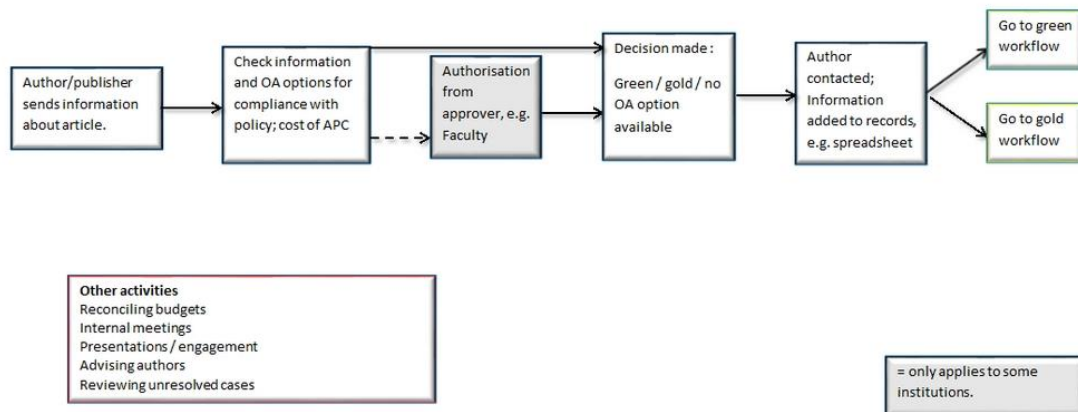 Author/publisher
sends information
about article.
Check information
and OA options for
compliance with
policy; cost of APC
Authorisation
from
approver, e.g.
Faculty
Decision made :
Green / gold / no
OA option
available
Author
contacted;
Information
added to records,
e.g. spreadsheet
Go to green
workflow
Go to gold
workflow
Other activities
Reconciling budgets
Internal meetings
Presentations / engagement
Advising authors
Reviewing unresolved cases
= only applies to some
institutions.